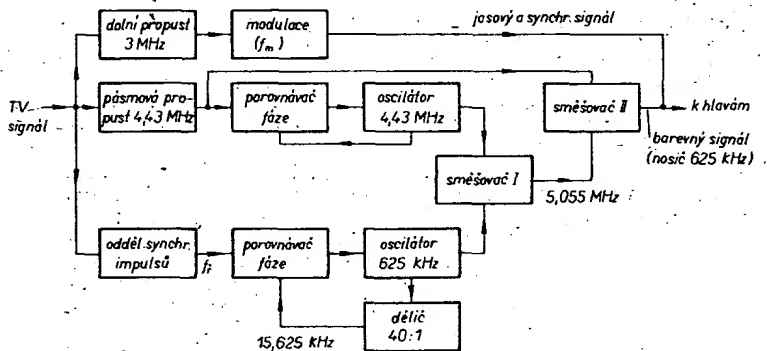 dolní propust
3 MHz
modulace
(fm)
jasový a synchr. signál
TV
signál
pásmová pro-
pust 4,43 MHz
porovnávač
fáze
oscilátor
4,43 MHz
směšovač II
k hlavám
barevný signál
(nosič 625 KHz)
směšovač I
5,055 MHz
odděl. synchr.
impulsů
porovnávač
fáze
oscilátor
625 KHz
dělič
40:1
15,625 KHz